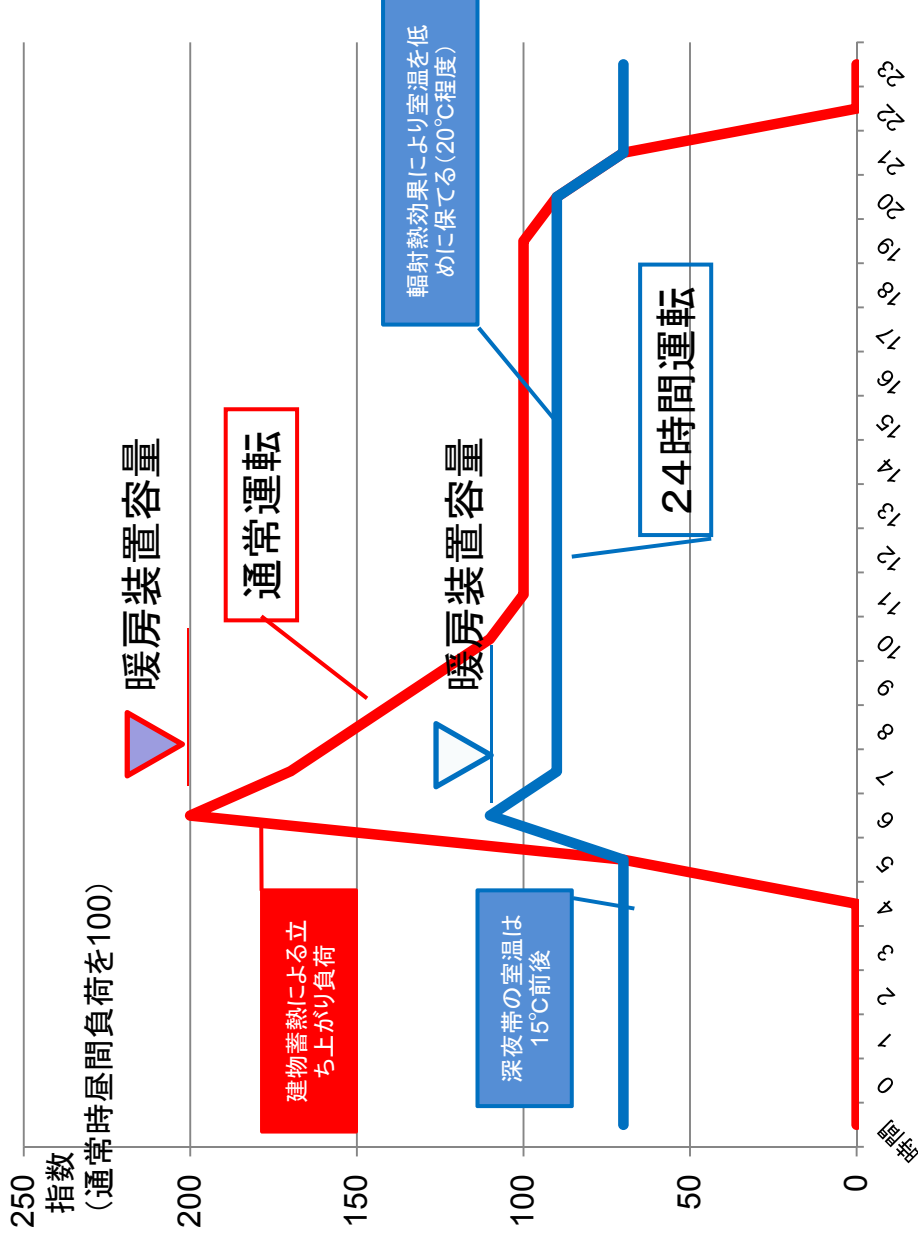 250
指数
（通常時昼間負荷を100）
200
150
100
50
0
暖房装置容量
通常運転
建物蓄熱による立
ち上がり負荷
暖房装置容量
輻射熱効果により室温を低
めに保てる（20℃程度）
深夜帯の室温は
15℃前後
２４時間運転
時間
0
1
2
3
4
5
6
7
8
9
10
11
12
13
14
15
16
17
18
19
20
21
22
23